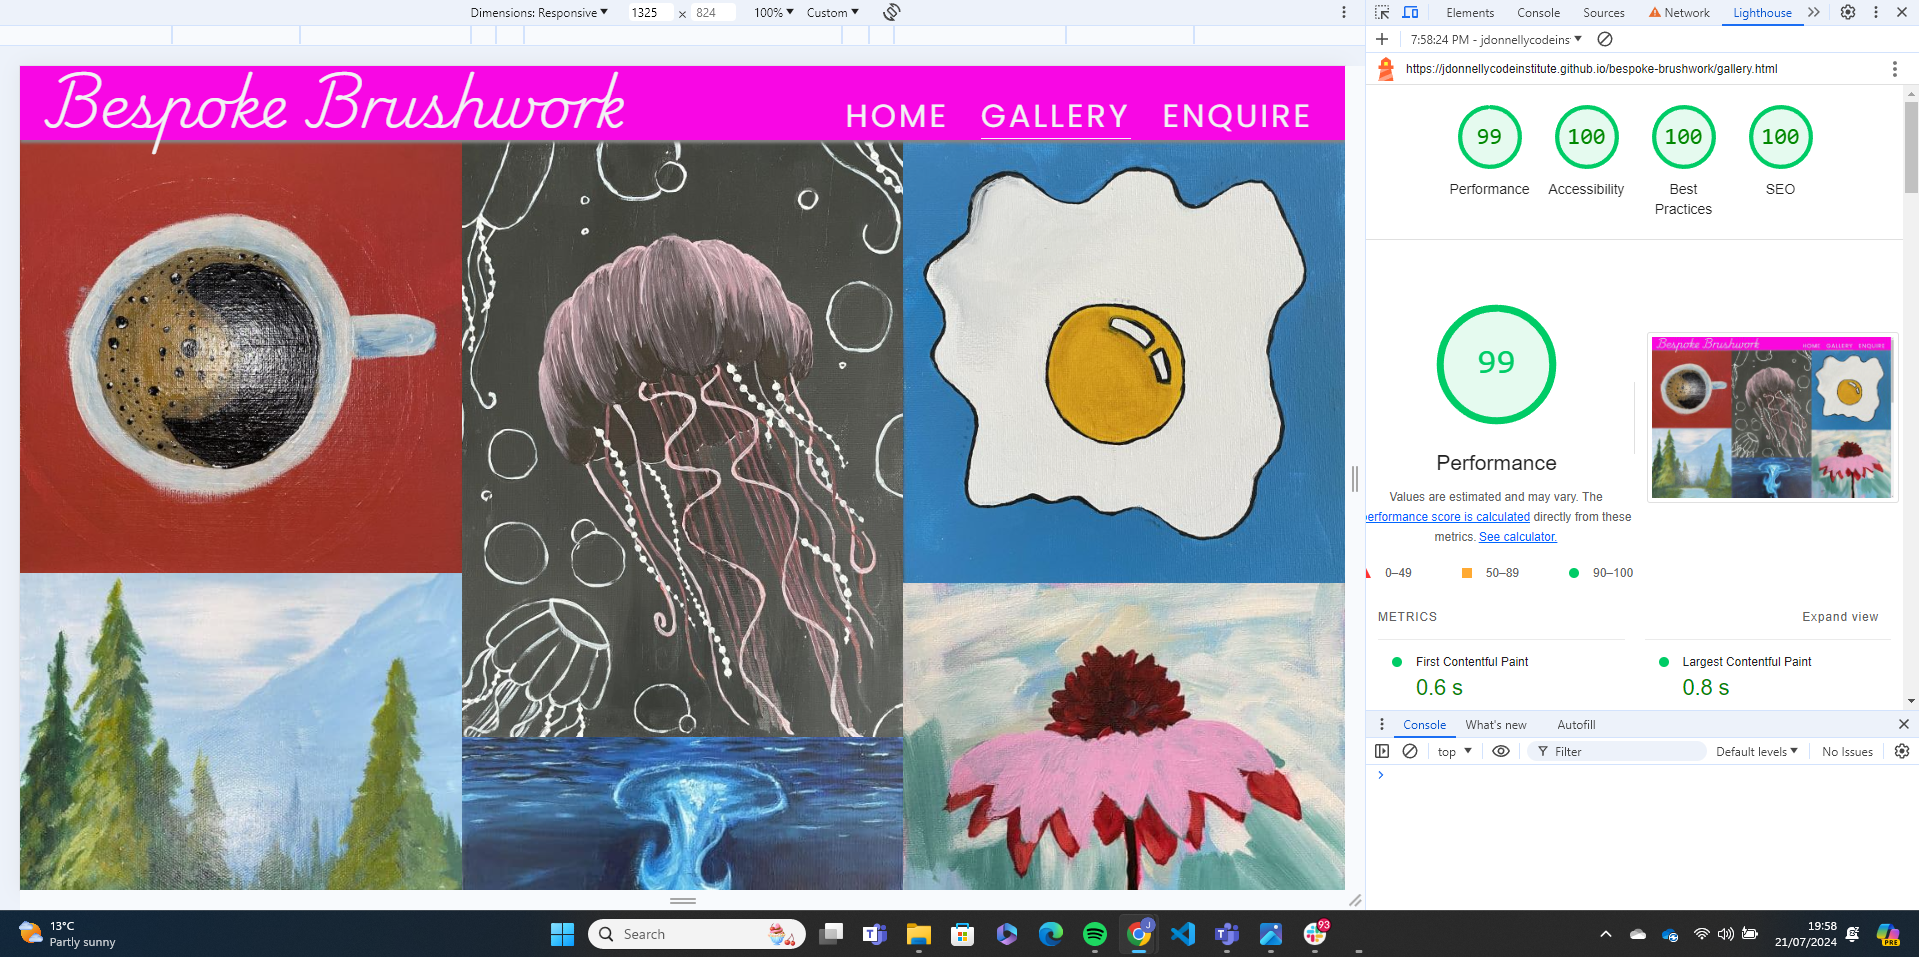 Dimensions: Responsive 1325 × 824 100% Custom
Elements Console Sources Network Lighthouse
7:58:24 PM - jdonnellycodeins
https://jdonnellycodeinstitute.github.io/bespoke-brushwork/gallery.html
Bespoke Brushwork
HOME GALLERY ENQUIRE
99 100 100 100
Performance Accessibility Best Practices SEO
99
Performance
Values are estimated and may vary. The
performance score is calculated directly from these
metrics. See calculator.
0–49 50–89 90–100
Bespoke Brushwork HOME GALLERY ENQUIRE
METRICS Expand view
First Contentful Paint Largest Contentful Paint
0.6 s 0.8 s
Console What's new Autofill
top Filter Default levels No Issues
13°C
Partly sunny
Search
93
19:58
21/07/2024
PRE